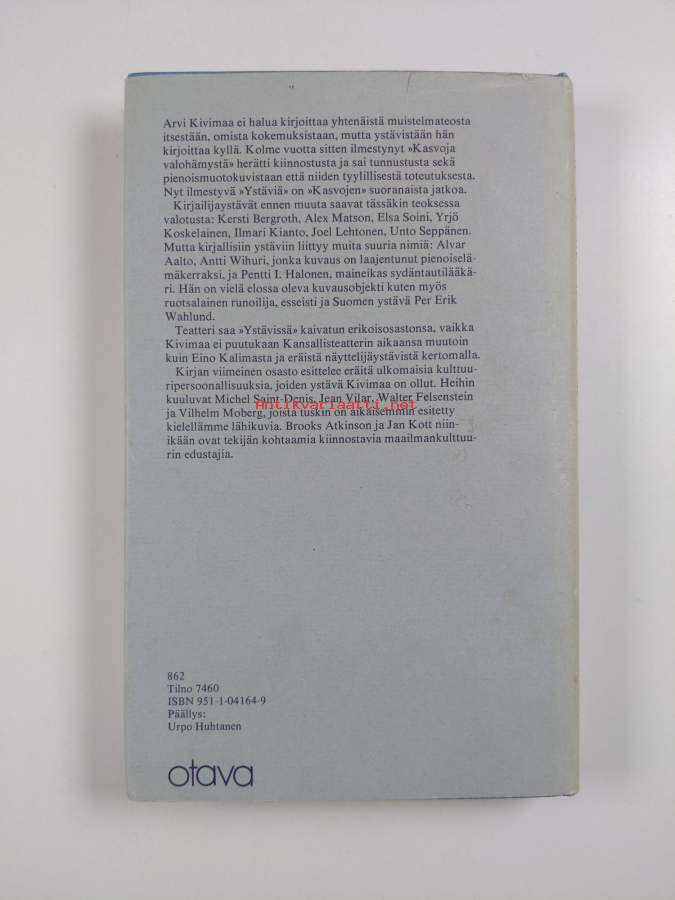 Arvi Kivimaa ei halua kirjoittaa yhtenäistä muistelmateosta
itsestään, omista kokemuksistaan, mutta ystävistään hän
kirjoittaa kyllä. Kolme vuotta sitten ilmestynyt »Kasvoja
valohämystä» herätti kiinnostusta ja sai tunnustusta sekä
pienoismuotokuvistaan että niiden tyylillisestä toteutuksesta.
Nyt ilmestyvä »Ystäviä» on »Kasvojen» suoranaista jatkoa.
Kirjailijaystävät ennen muuta saavat tässäkin teoksessa
valotusta: Kersti Bergroth, Alex Matson, Elsa Soini, Yrjö
Koskelainen, Ilmari Kianto, Joel Lehtonen, Unto Seppänen.
Mutta kirjallisiin ystäviin liittyy muita suuria nimiä: Alvar
Aalto, Antti Wihuri, jonka kuvaus on laajentunut pienoiselä-
mäkerraksi, ja Pentti I. Halonen, maineikas sydäntautilääkä-
ri. Hän on vielä elossa oleva kuvausobjekti kuten myös
ruotsalainen runoilija, esseisti ja Suomen ystävä Per Erik
Wahlund.
Teatteri saa »Ystävissä» kaivatun erikoisosastonsa, vaikka
Kivimaa ei puutukaan Kansallisteatterin aikaansa muutoin
kuin Eino Kalimasta ja eräistä näyttelijäystävistä kertomalla.
Kirjan viimeinen osasto esittelee eräitä ulkomaisia kulttuu-
ripersoonallisuuksia, joiden ystävä Kivimaa on ollut. Heihin
kuuluvat Michel Saint-Denis, Jean Vilar, Walter Felsenstein
Antikvariaatti.net
ja Vilhelm Moberg, joista tuskin on aikaisemmin esitetty
kielellämme lähikuvia. Brooks Atkinson ja Jan Kott niin-
ikään ovat tekijän kohtaamia kiinnostavia maailmankulttuu-
rin edustajia.
862
Tilno 7460
ISBN 951-1-04164-9
Päällys:
Urpo Huhtanen
otava